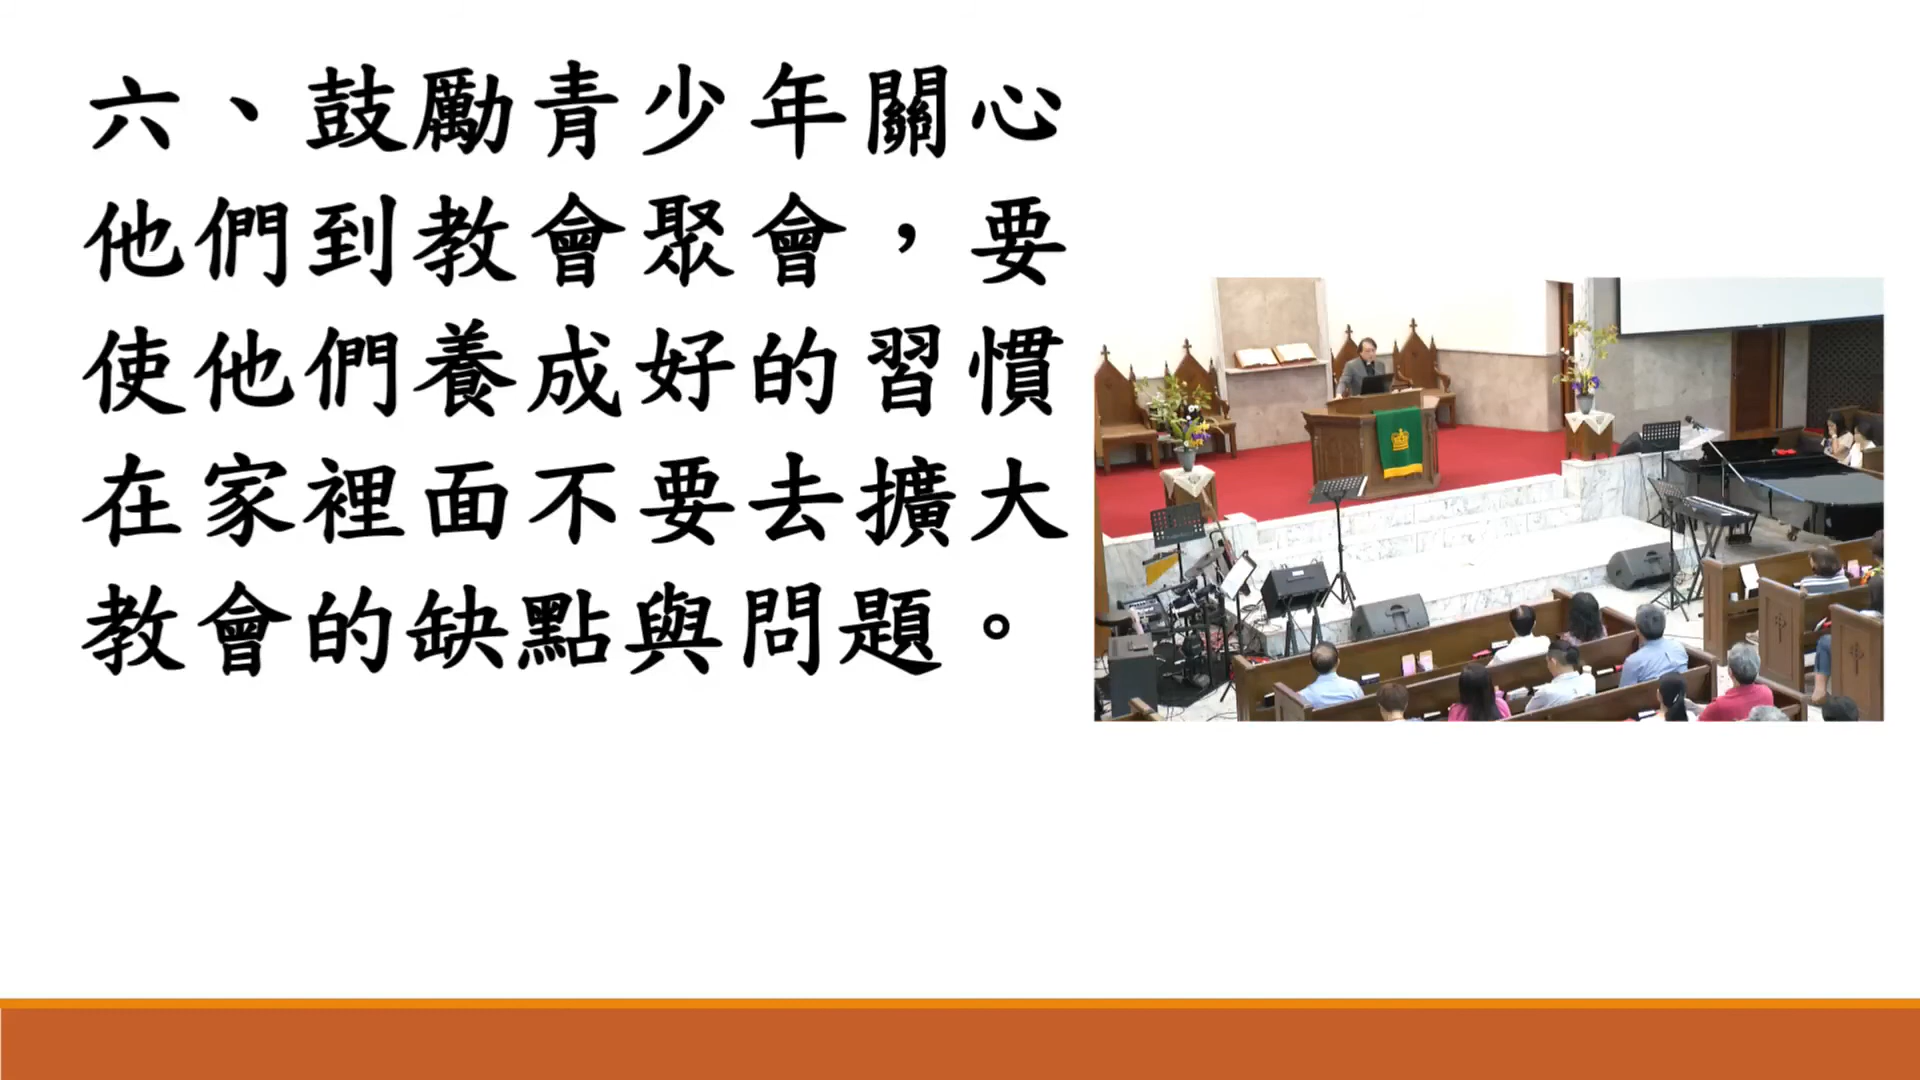 六、鼓勵青少年關心
他們到教會聚會，要
使他們養成好的習慣
在家裡面不要去擴大
教會的缺點與問題。